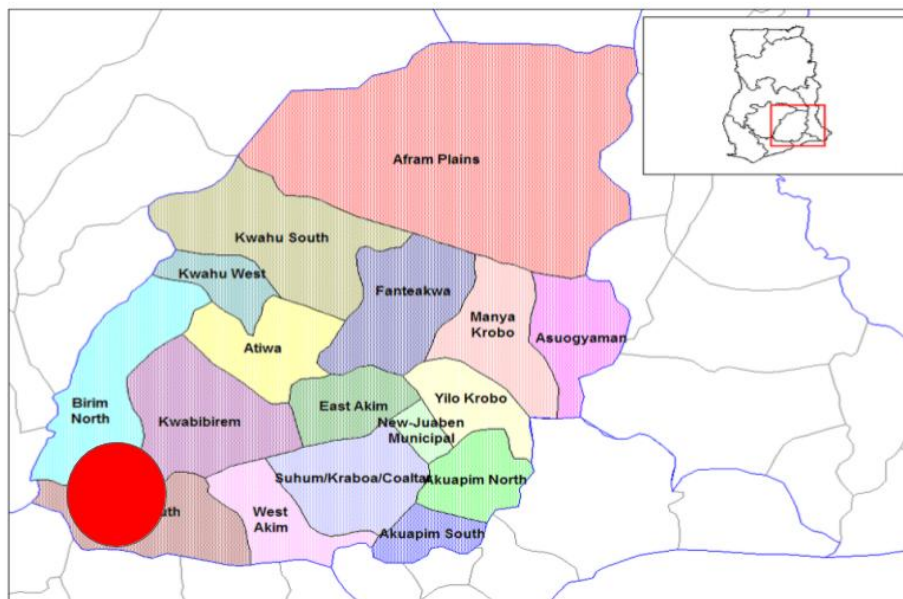 Afram Plains
Kwahu South
Kwahu West
Fanteakwa
Manya
Krobo
Asuogyaman
Atiwa
Birim
North
Kwabibirem
East Akim
Yilo Krobo
New-Juaben
Municipal
Suhum/Kraboa/Coaltar
Akuapim North
West
Akim
Akuapim South